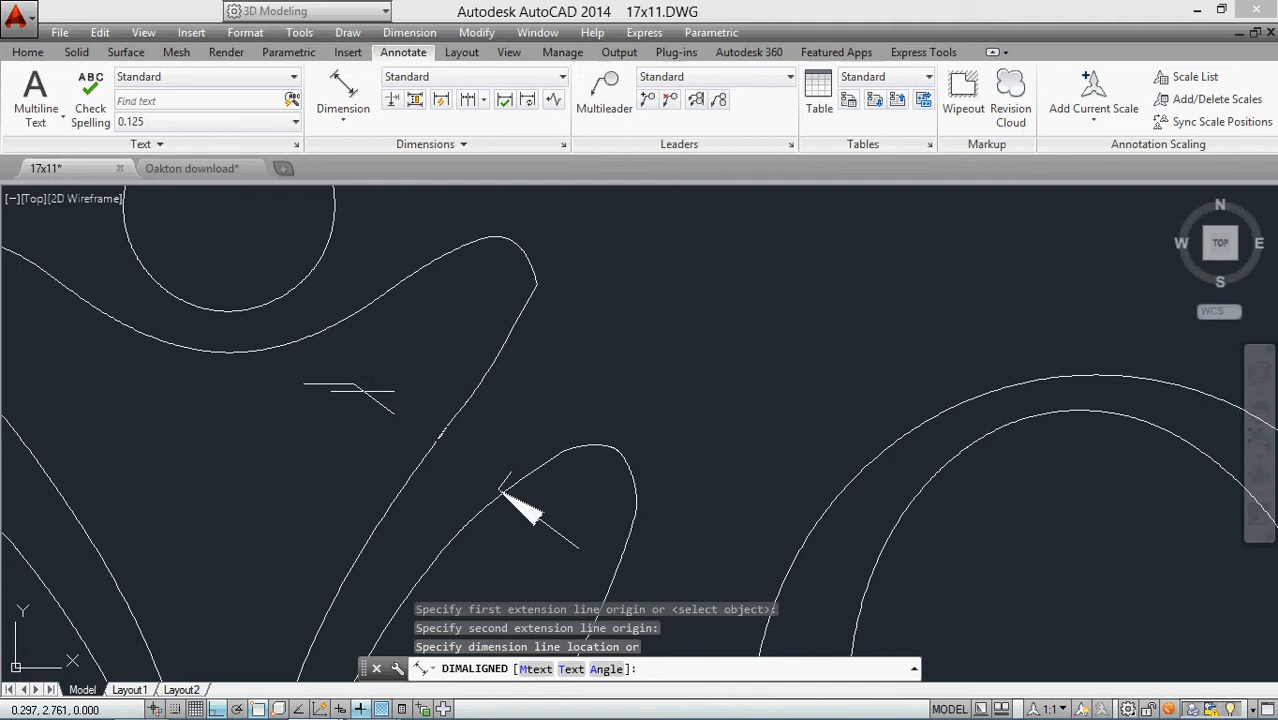 3D Modeling
Autodesk AutoCAD 2014 17x11.DWG
File Edit View Insert Format Tools Draw Dimension Modify Window Help Express Parametric
Home Solid Surface Mesh Render Parametric Insert Annotate Layout View Manage Output Plug-ins Autodesk 360 Featured Apps Express Tools
A
Multiline
Text
ABC
Check
Spelling
Standard
Find text
0.125
Text
Dimension
Standard
Dimensions
Multileader
Standard
Leaders
Table
Standard
Tables
Wipeout
Revision
Cloud
Markup
Add Current Scale
Scale List
Add/Delete Scales
Sync Scale Positions
Annotation Scaling
17x11* Oakton download*
[−][Top][2D Wireframe]
N
W TOP E
S
WCS
Y
X
Specify first extension line origin or <select object>:
Specify second extension line origin:
Specify dimension line location or
DIMALIGNED [Mtext Text Angle]:
Model Layout1 Layout2
0.297, 2.761, 0.000
MODEL
1:1